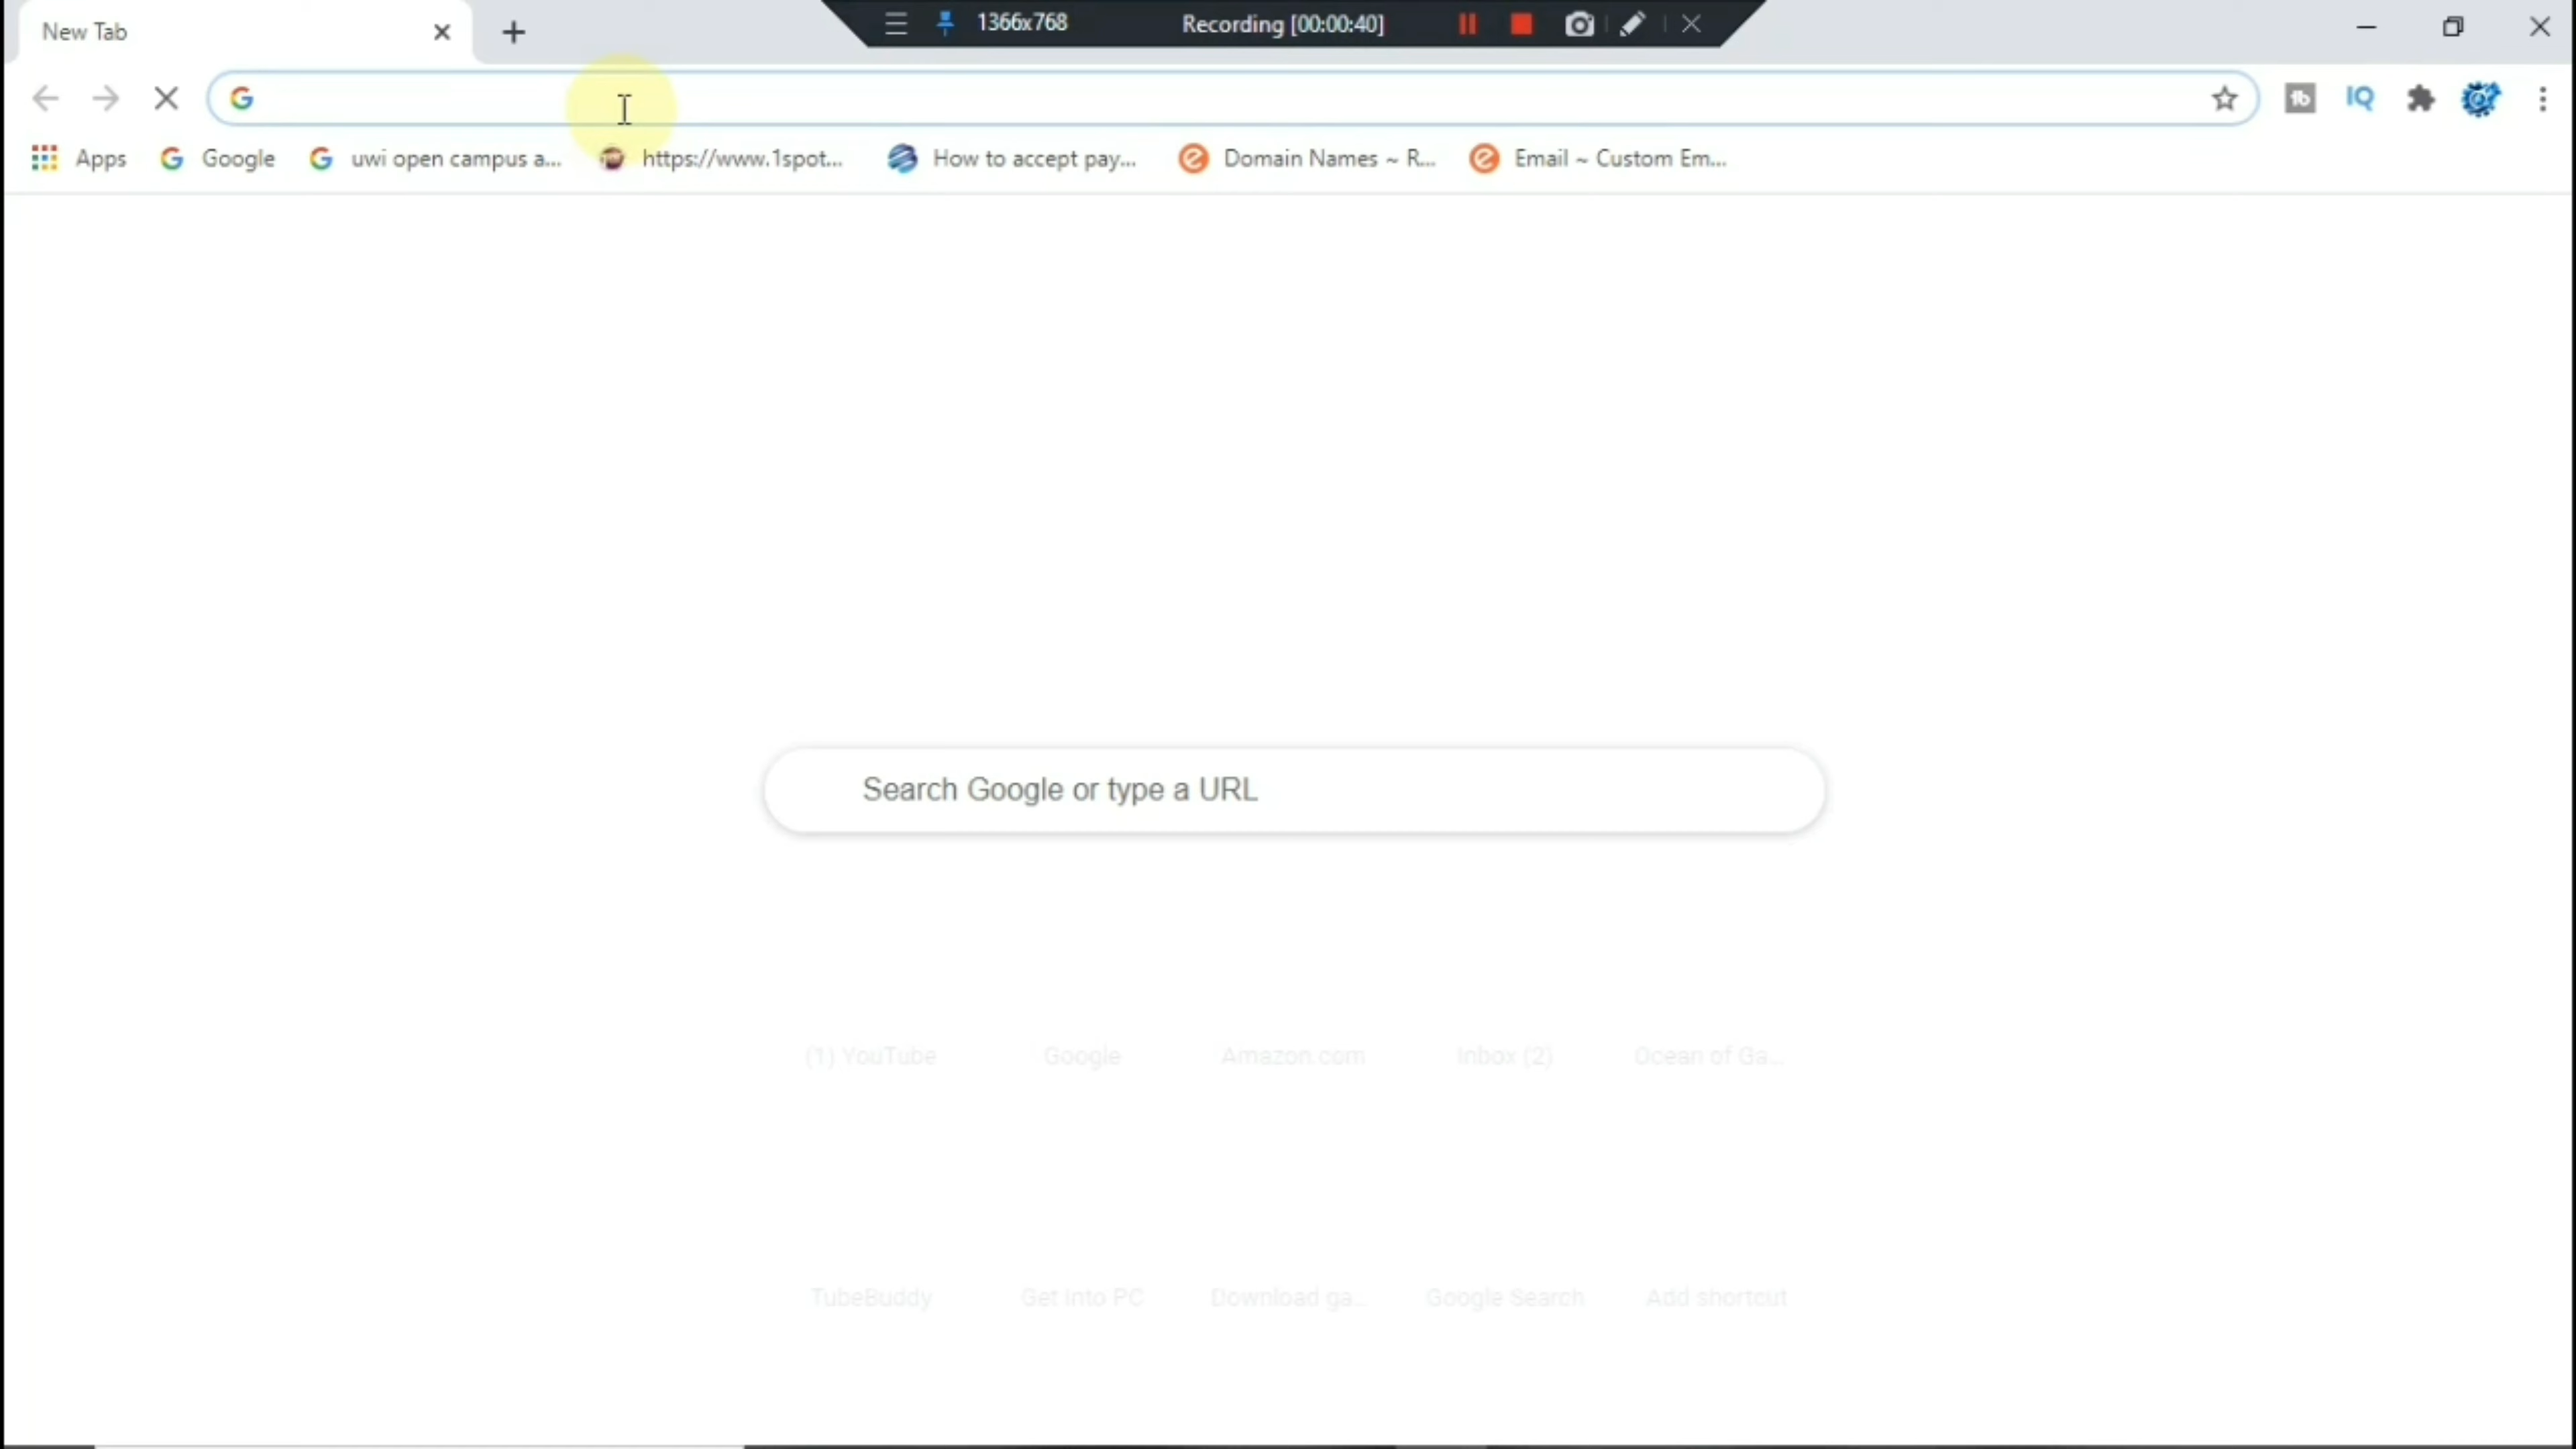 New Tab
1366x768 Recording [00:00:40]
Apps Google uwi open campus a... https://www.1spot... How to accept pay... Domain Names ~ R... Email ~ Custom Em...
IQ
tb
Search Google or type a URL
(1) YouTube Google Amazon.com Inbox (2) Ocean of Ga...
TubeBuddy Get Into PC Download ga... Google Search Add shortcut